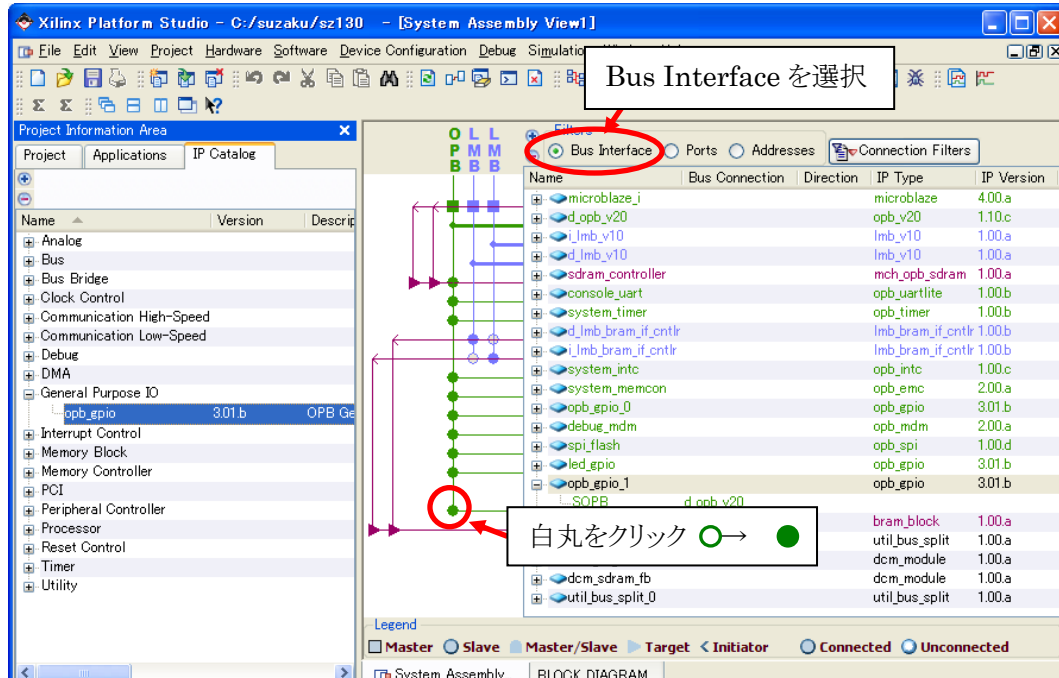 Xilinx Platform Studio - C:/suzaku/sz130 - [System Assembly View1]
File Edit View Project Hardware Software Device Configuration Debug Simulation
Bus Interface を選択
Project Information Area
Project Applications IP Catalog
Name Version Descrip
Analog
Bus
Bus Bridge
Clock Control
Communication High-Speed
Communication Low-Speed
Debug
DMA
General Purpose IO
opb_gpio 3.01.b OPB Ge
Interrupt Control
Memory Block
Memory Controller
PCI
Peripheral Controller
Processor
Reset Control
Timer
Utility
OPB LMB LMB
Filters
Bus Interface Ports Addresses Connection Filters
Name Bus Connection Direction IP Type IP Version
microblaze_i microblaze 4.00.a
d_opb_v20 opb_v20 1.10.c
i_lmb_v10 lmb_v10 1.00.a
d_lmb_v10 lmb_v10 1.00.a
sdram_controller mch_opb_sdram 1.00.a
console_uart opb_uartlite 1.00.b
system_timer opb_timer 1.00.b
d_lmb_bram_if_cntlr lmb_bram_if_cntlr 1.00.b
i_lmb_bram_if_cntlr lmb_bram_if_cntlr 1.00.b
system_intc opb_intc 1.00.c
system_memcon opb_emc 2.00.a
opb_gpio_0 opb_gpio 3.01.b
debug_mdm opb_mdm 2.00.a
spi_flash opb_spi 1.00.d
led_gpio opb_gpio 3.01.b
opb_gpio_1 opb_gpio 3.01.b
SOPB d_opb_v20
bram_block 1.00.a
util_bus_split 1.00.a
dcm_module 1.00.a
白丸をクリック ○→ ●
dcm_sdram_fb dcm_module 1.00.a
util_bus_split_0 util_bus_split 1.00.a
Legend
Master Slave Master/Slave Target Initiator Connected Unconnected
System Assembly... BLOCK DIAGRAM